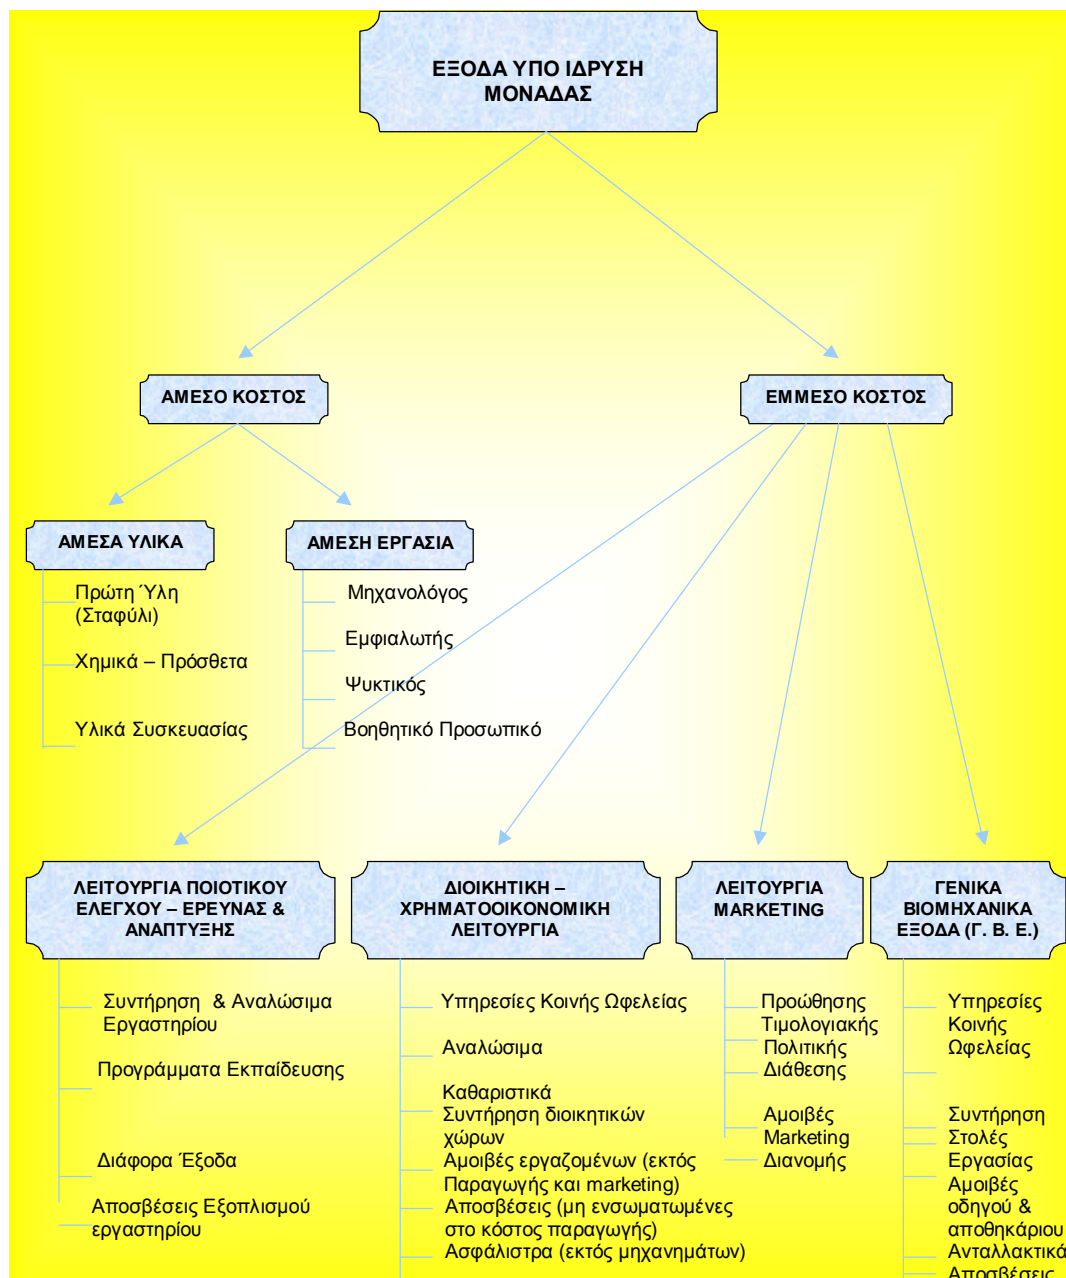 ΕΞΟΔΑ ΥΠΟ ΙΔΡΥΣΗ
ΜΟΝΑΔΑΣ
ΑΜΕΣΟ ΚΟΣΤΟΣ
ΕΜΜΕΣΟ ΚΟΣΤΟΣ
ΑΜΕΣΑ ΥΛΙΚΑ
Πρώτη Ύλη
(Σταφύλι)
Χημικά – Πρόσθετα
Υλικά Συσκευασίας
ΑΜΕΣΗ ΕΡΓΑΣΙΑ
Μηχανολόγος
Εμφιαλωτής
Ψυκτικός
Βοηθητικό Προσωπικό
ΛΕΙΤΟΥΡΓΙΑ ΠΟΙΟΤΙΚΟΥ
ΕΛΕΓΧΟΥ – ΕΡΕΥΝΑΣ &
ΑΝΑΠΤΥΞΗΣ
Συντήρηση & Αναλώσιμα
Εργαστηρίου
Προγράμματα Εκπαίδευσης
Διάφορα Έξοδα
Αποσβέσεις Εξοπλισμού
εργαστηρίου
ΔΙΟΙΚΗΤΙΚΗ –
ΧΡΗΜΑΤΟΟΙΚΟΝΟΜΙΚΗ
ΛΕΙΤΟΥΡΓΙΑ
Υπηρεσίες Κοινής Ωφελείας
Αναλώσιμα
Καθαριστικά
Συντήρηση διοικητικών
χώρων
Αμοιβές εργαζομένων (εκτός
Παραγωγής και marketing)
Αποσβέσεις (μη ενσωματωμένες
στο κόστος παραγωγής)
Ασφάλιστρα (εκτός μηχανημάτων)
ΛΕΙΤΟΥΡΓΙΑ
MARKETING
Προώθησης
Τιμολογιακής
Πολιτικής
Διάθεσης
Αμοιβές
Marketing
Διανομής
ΓΕΝΙΚΑ
ΒΙΟΜΗΧΑΝΙΚΑ
ΕΞΟΔΑ (Γ. Β. Ε.)
Υπηρεσίες
Κοινής
Ωφελείας
Συντήρηση
Στολές
Εργασίας
Αμοιβές
οδηγού &
αποθηκάριου
Ανταλλακτικά
Αποσβέσεις